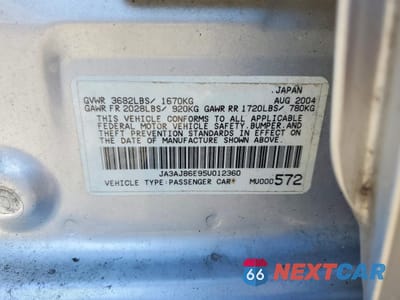 JAPAN
GVWR 3682LBS/ 1670KG AUG 2004
GAWR FR 2028LBS/ 920KG GAWR RR 1720LBS/ 780KG
THIS VEHICLE CONFORMS TO ALL APPLICABLE
FEDERAL MOTOR VEHICLE SAFETY,BUMPER,AND
THEFT PREVENTION STANDARDS IN EFFECT ON
THE DATE OF MANUFACTURE SHOWN ABOVE.
JA3AJ86E95U012360
VEHICLE TYPE:PASSENGER CAR* MU000572
66 NEXTCAR